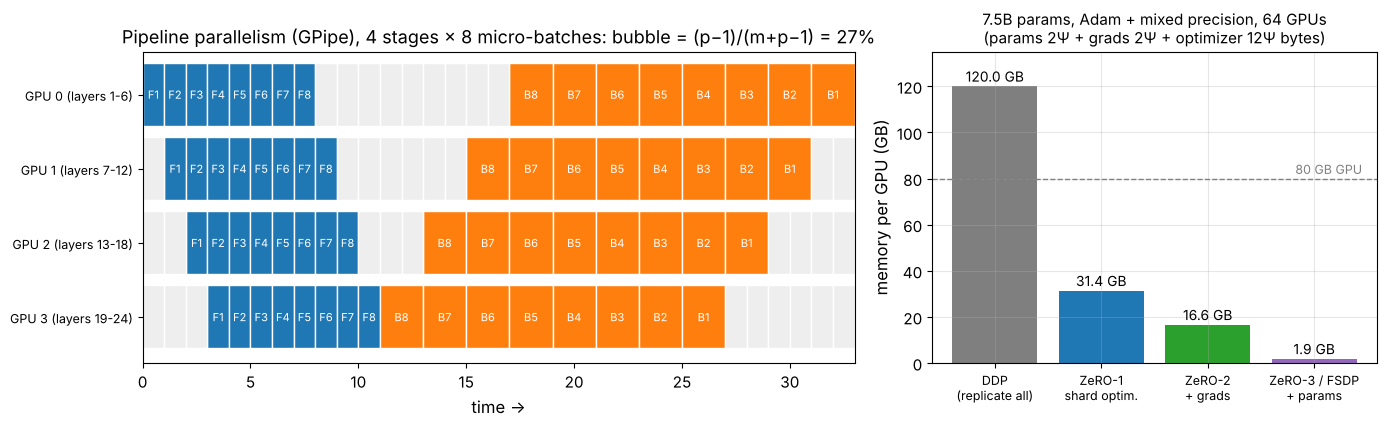 Pipeline parallelism (GPipe), 4 stages × 8 micro-batches: bubble = (p−1)/(m+p−1) = 27%
GPU 0 (layers 1-6)
F1 F2 F3 F4 F5 F6 F7 F8 B8 B7 B6 B5 B4 B3 B2 B1
GPU 1 (layers 7-12)
F1 F2 F3 F4 F5 F6 F7 F8 B8 B7 B6 B5 B4 B3 B2 B1
GPU 2 (layers 13-18)
F1 F2 F3 F4 F5 F6 F7 F8 B8 B7 B6 B5 B4 B3 B2 B1
GPU 3 (layers 19-24)
F1 F2 F3 F4 F5 F6 F7 F8 B8 B7 B6 B5 B4 B3 B2 B1
0 5 10 15 20 25 30
time →
7.5B params, Adam + mixed precision, 64 GPUs
(params 2Ψ + grads 2Ψ + optimizer 12Ψ bytes)
memory per GPU (GB)
120
100
80
60
40
20
0
120.0 GB
80 GB GPU
31.4 GB
16.6 GB
1.9 GB
DDP
(replicate all)
ZeRO-1
shard optim.
ZeRO-2
+ grads
ZeRO-3 / FSDP
+ params